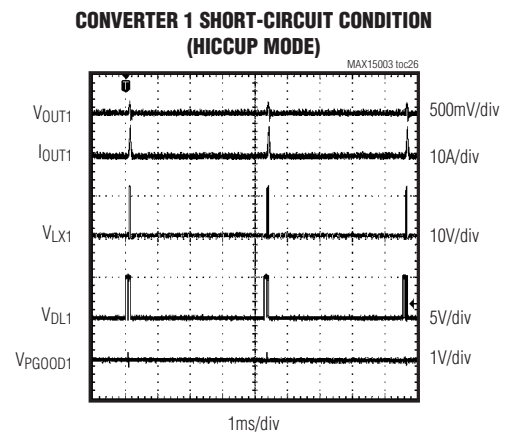 CONVERTER 1 SHORT-CIRCUIT CONDITION
(HICCUP MODE)
MAX15003 toc26
T
VOUT1
500mV/div
IOUT1
10A/div
VLX1
10V/div
VDL1
5V/div
VPGOOD1
1V/div
1ms/div